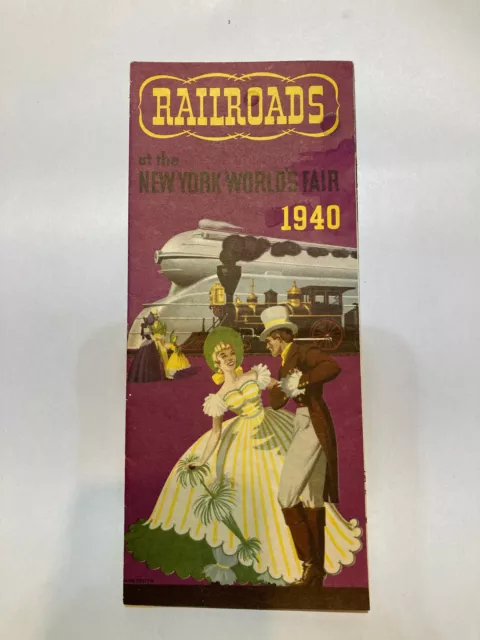 RAILROADS
at the
NEW YORK WORLD'S FAIR
1940